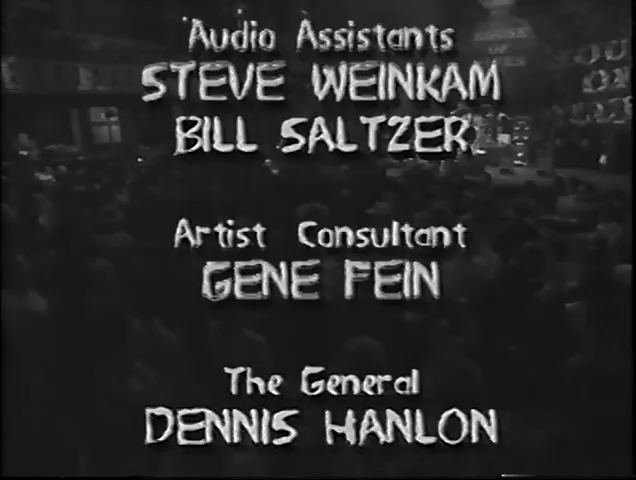 Audio Assistants
STEVE WEINKAM
BILL SALTZER
Artist Consultant
GENE FEIN
The General
DENNIS HANLON